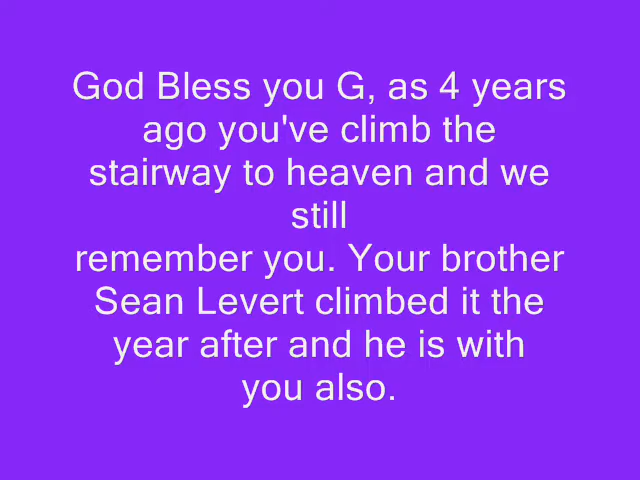 God Bless you G, as 4 years
ago you've climb the
stairway to heaven and we
still
remember you. Your brother
Sean Levert climbed it the
year after and he is with
you also.